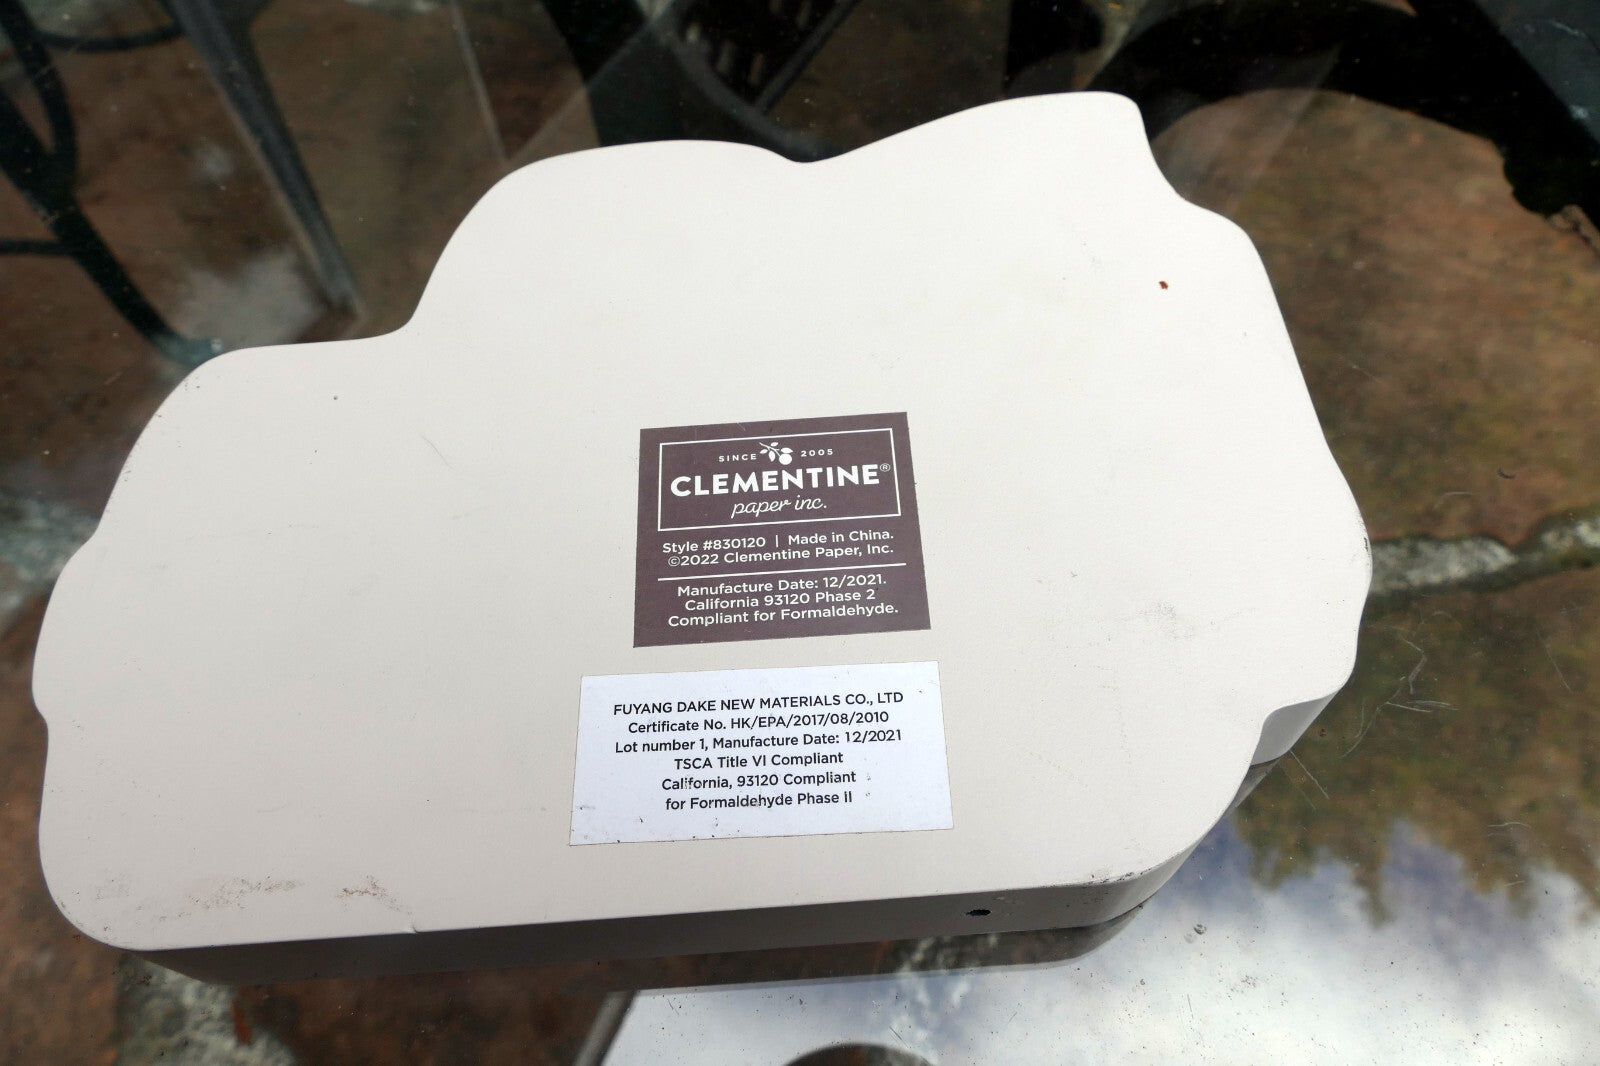 SINCE 2005
CLEMENTINE®
paper inc.
Style #830120 | Made in China.
©2022 Clementine Paper, Inc.
Manufacture Date: 12/2021.
California 93120 Phase 2
Compliant for Formaldehyde.
FUYANG DAKE NEW MATERIALS CO., LTD
Certificate No. HK/EPA/2017/08/2010
Lot number 1, Manufacture Date: 12/2021
TSCA Title VI Compliant
California, 93120 Compliant
for Formaldehyde Phase II